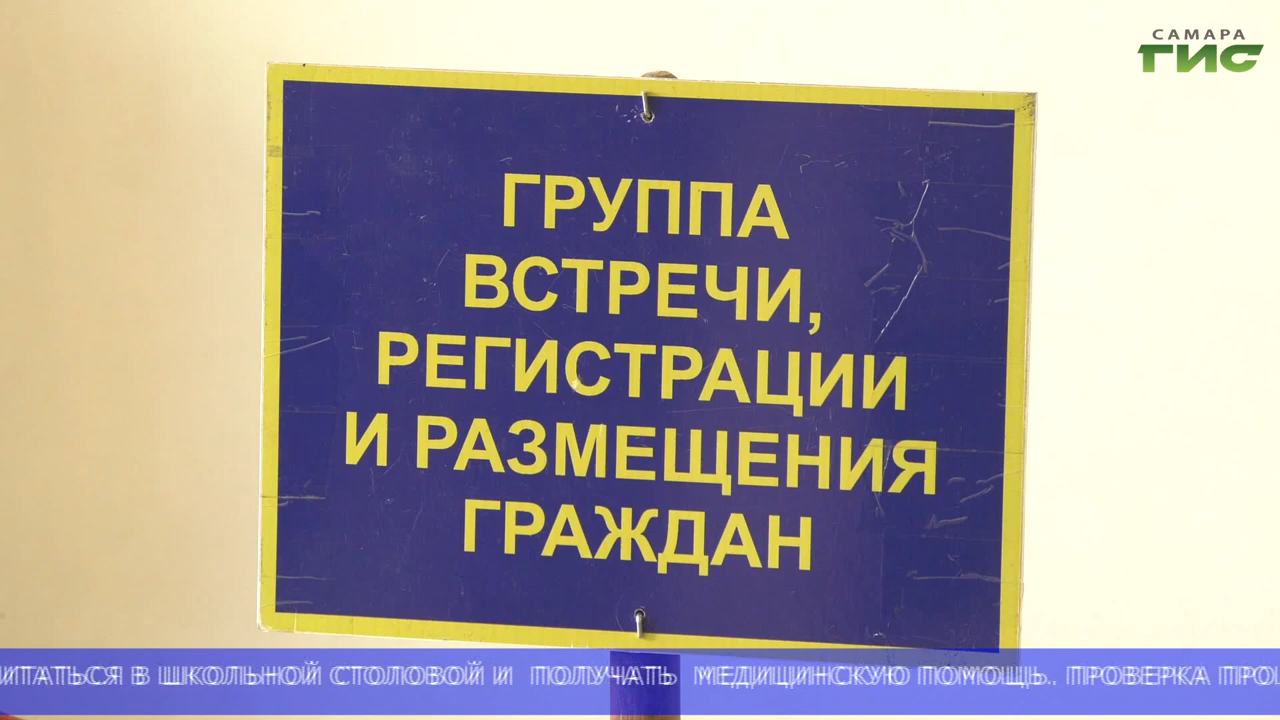 САМАРА
ГИС
ГРУППА
ВСТРЕЧИ,
РЕГИСТРАЦИИ
И РАЗМЕЩЕНИЯ
ГРАЖДАН
В ШКОЛЬНОЙ СТОЛОВОЙ И ПОЛУЧАТЬ МЕДИЦИНСКУЮ ПОМОЩЬ.. ПРОВЕРКА